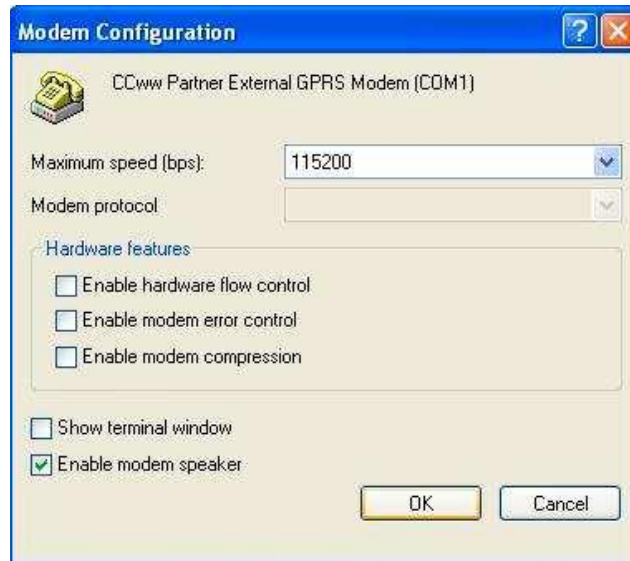 Modem Configuration
CCww Partner External GPRS Modem (COM1)
Maximum speed (bps): 115200
Modem protocol
Hardware features
Enable hardware flow control
Enable modem error control
Enable modem compression
Show terminal window
Enable modem speaker
OK Cancel